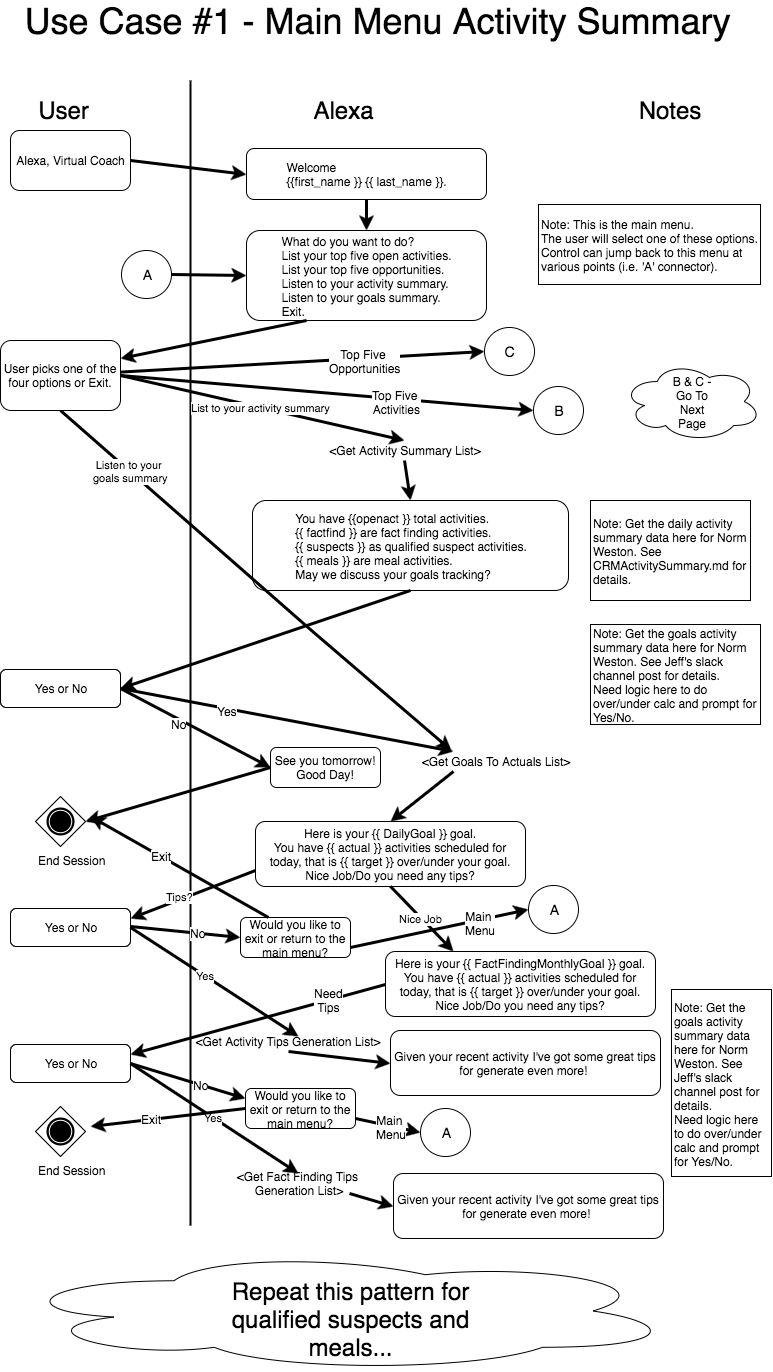 Use Case #1 - Main Menu Activity Summary
User
Alexa
Notes
Alexa, Virtual Coach
Welcome
{{first_name }} {{ last_name }}.
Note: This is the main menu.
The user will select one of these options.
Control can jump back to this menu at
various points (i.e. 'A' connector).
What do you want to do?
List your top five open activities.
List your top five opportunities.
Listen to your activity summary.
Listen to your goals summary.
Exit.
A
User picks one of the
four options or Exit.
Top Five
Opportunities
C
Top Five
Activities
B
B & C -
Go To
Next
Page
List to your activity summary
<Get Activity Summary List>
Listen to your
goals summary
You have {{openact }} total activities.
{{ factfind }} are fact finding activities.
{{ suspects }} as qualified suspect activities.
{{ meals }} are meal activities.
May we discuss your goals tracking?
Note: Get the daily activity
summary data here for Norm
Weston. See
CRMActivitySummary.md for
details.
Note: Get the goals activity
summary data here for Norm
Weston. See Jeff's slack
channel post for details.
Need logic here to do
over/under calc and prompt for
Yes/No.
Yes or No
Yes
No
See you tomorrow!
Good Day!
<Get Goals To Actuals List>
End Session
Exit
Here is your {{ DailyGoal }} goal.
You have {{ actual }} activities scheduled for
today, that is {{ target }} over/under your goal.
Nice Job/Do you need any tips?
Tips?
Yes or No
No
Would you like to
exit or return to the
main menu?
Nice Job
Main
Menu
A
Yes
Here is your {{ FactFindingMonthlyGoal }} goal.
You have {{ actual }} activities scheduled for
today, that is {{ target }} over/under your goal.
Nice Job/Do you need any tips?
Need
Tips
Note: Get the
goals activity
summary data
here for Norm
Weston. See
Jeff's slack
channel post for
details.
Need logic here
to do over/under
calc and prompt
for Yes/No.
<Get Activity Tips Generation List>
Given your recent activity I've got some great tips
for generate even more!
Yes or No
No
Would you like to
exit or return to the
main menu?
Exit
Yes
Main
Menu
A
End Session
<Get Fact Finding Tips
Generation List>
Given your recent activity I've got some great tips
for generate even more!
Repeat this pattern for
qualified suspects and
meals...